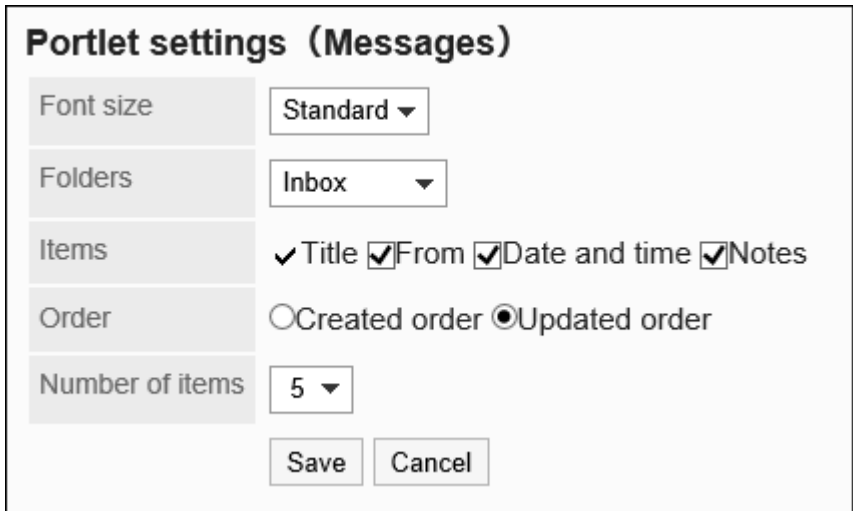 Portlet settings（Messages）
Font size Standard
Folders Inbox
Items Title From Date and time Notes
Order Created order Updated order
Number of items 5
Save Cancel